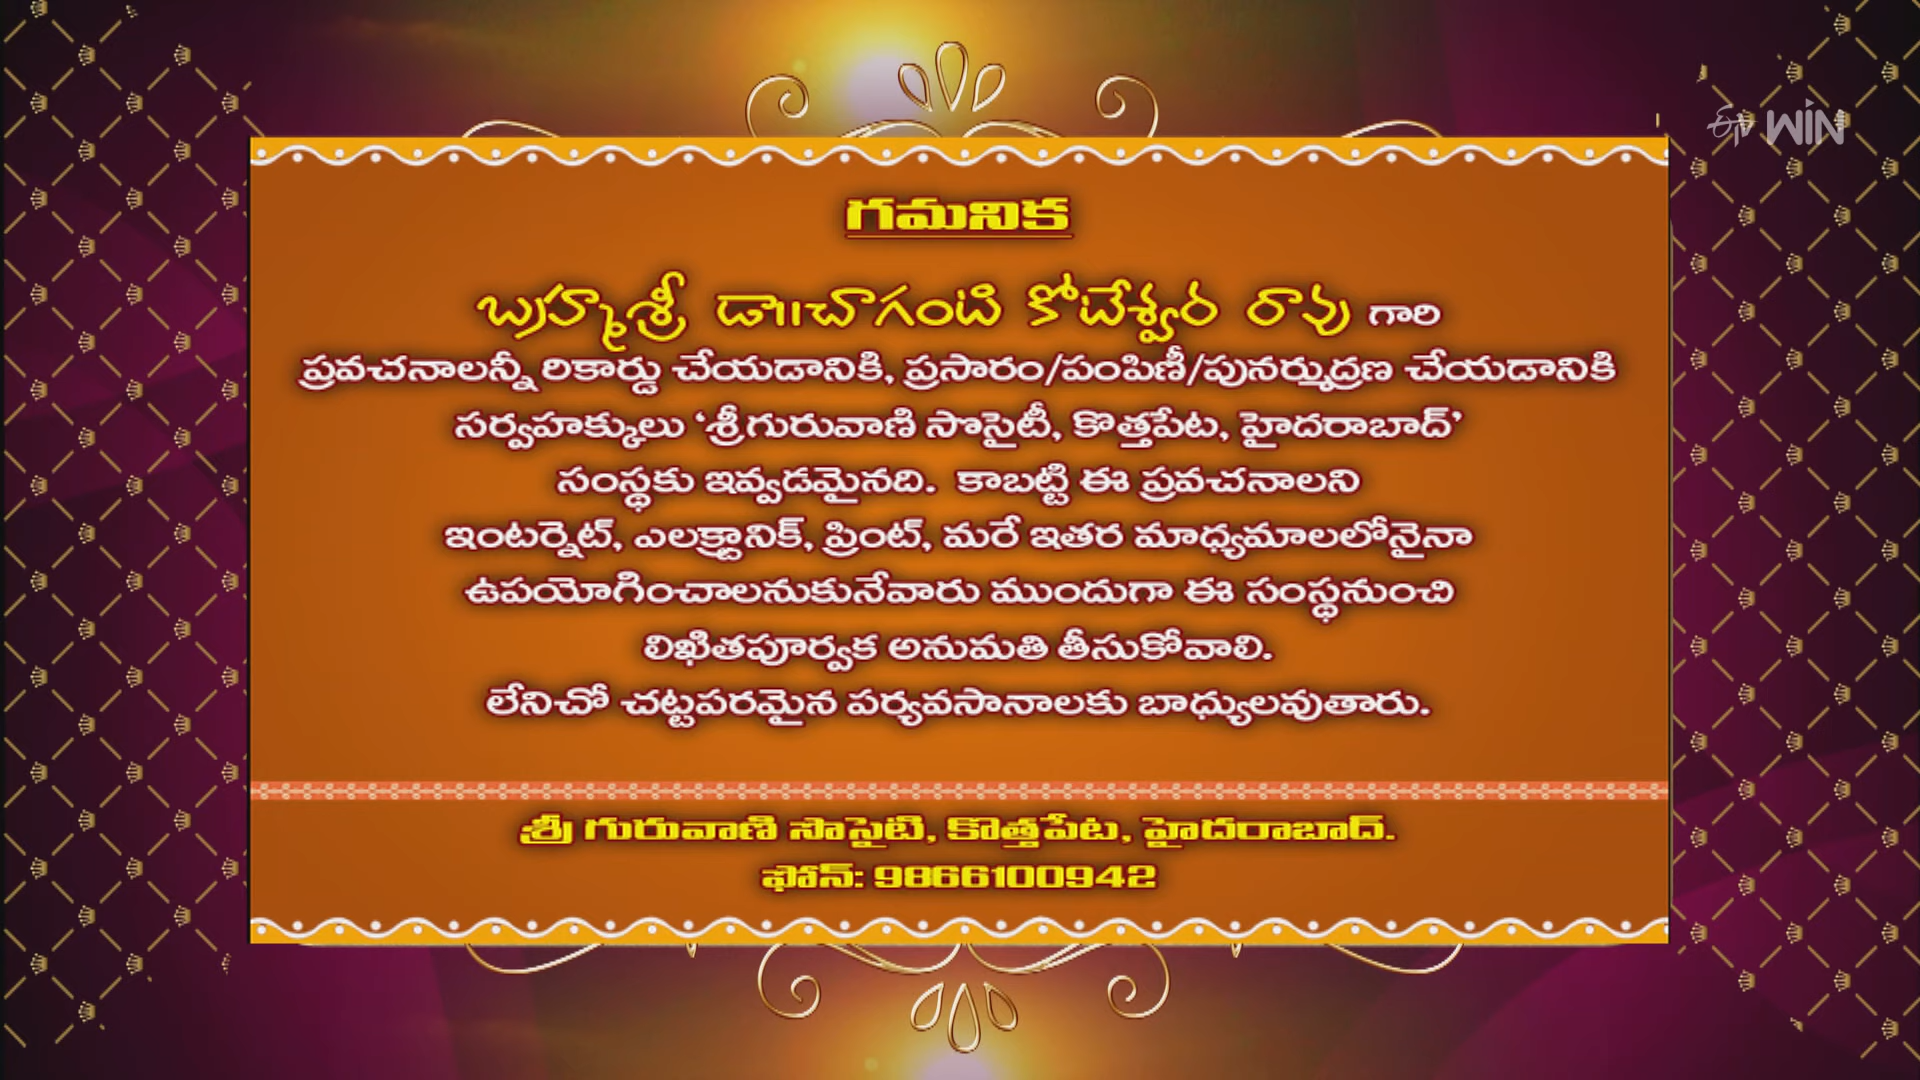 ఈటీవీ WIN
గమనిక
బ్రహ్మశ్రీ డా॥చాగంటి కోటేశ్వర రావు గారి
ప్రవచనాలన్నీ రికార్డు చేయడానికి, ప్రసారం/పంపిణీ/పునర్ముద్రణ చేయడానికి
సర్వహక్కులు ‘శ్రీగురువాణి సొసైటీ, కొత్తపేట, హైదరాబాద్’
సంస్థకు ఇవ్వడమైనది. కాబట్టి ఈ ప్రవచనాలని
ఇంటర్నెట్, ఎలక్ట్రానిక్, ప్రింట్, మరే ఇతర మాధ్యమాలలోనైనా
ఉపయోగించాలనుకునేవారు ముందుగా ఈ సంస్థనుంచి
లిఖితపూర్వక అనుమతి తీసుకోవాలి.
లేనిచో చట్టపరమైన పర్యవసానాలకు బాధ్యులవుతారు.
శ్రీ గురువాణి సొసైటి, కొత్తపేట, హైదరాబాద్.
ఫోన్: 9866100942